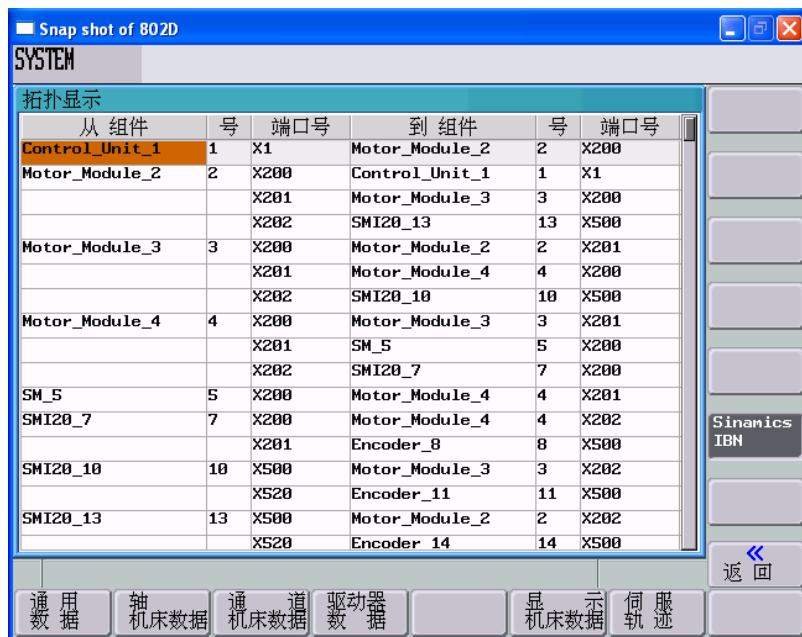 Snap shot of 802D
SYSTEM
拓扑显示
从 组件 号 端口号 到 组件 号 端口号
Control_Unit_1 1 X1 Motor_Module_2 2 X200
Motor_Module_2 2 X200 Control_Unit_1 1 X1
X201 Motor_Module_3 3 X200
X202 SMI20_13 13 X500
Motor_Module_3 3 X200 Motor_Module_2 2 X201
X201 Motor_Module_4 4 X200
X202 SMI20_10 10 X500
Motor_Module_4 4 X200 Motor_Module_3 3 X201
X201 SM_5 5 X200
X202 SMI20_7 7 X200
SM_5 5 X200 Motor_Module_4 4 X201
SMI20_7 7 X200 Motor_Module_4 4 X202
X201 Encoder_8 8 X500
SMI20_10 10 X500 Motor_Module_3 3 X202
X520 Encoder_11 11 X500
SMI20_13 13 X500 Motor_Module_2 2 X202
X520 Encoder_14 14 X500
Sinamics
IBN
《
返回
通用
数据
轴
机床数据
通道
机床数据
驱动器
数据
显示
机床数据
伺服
轨迹